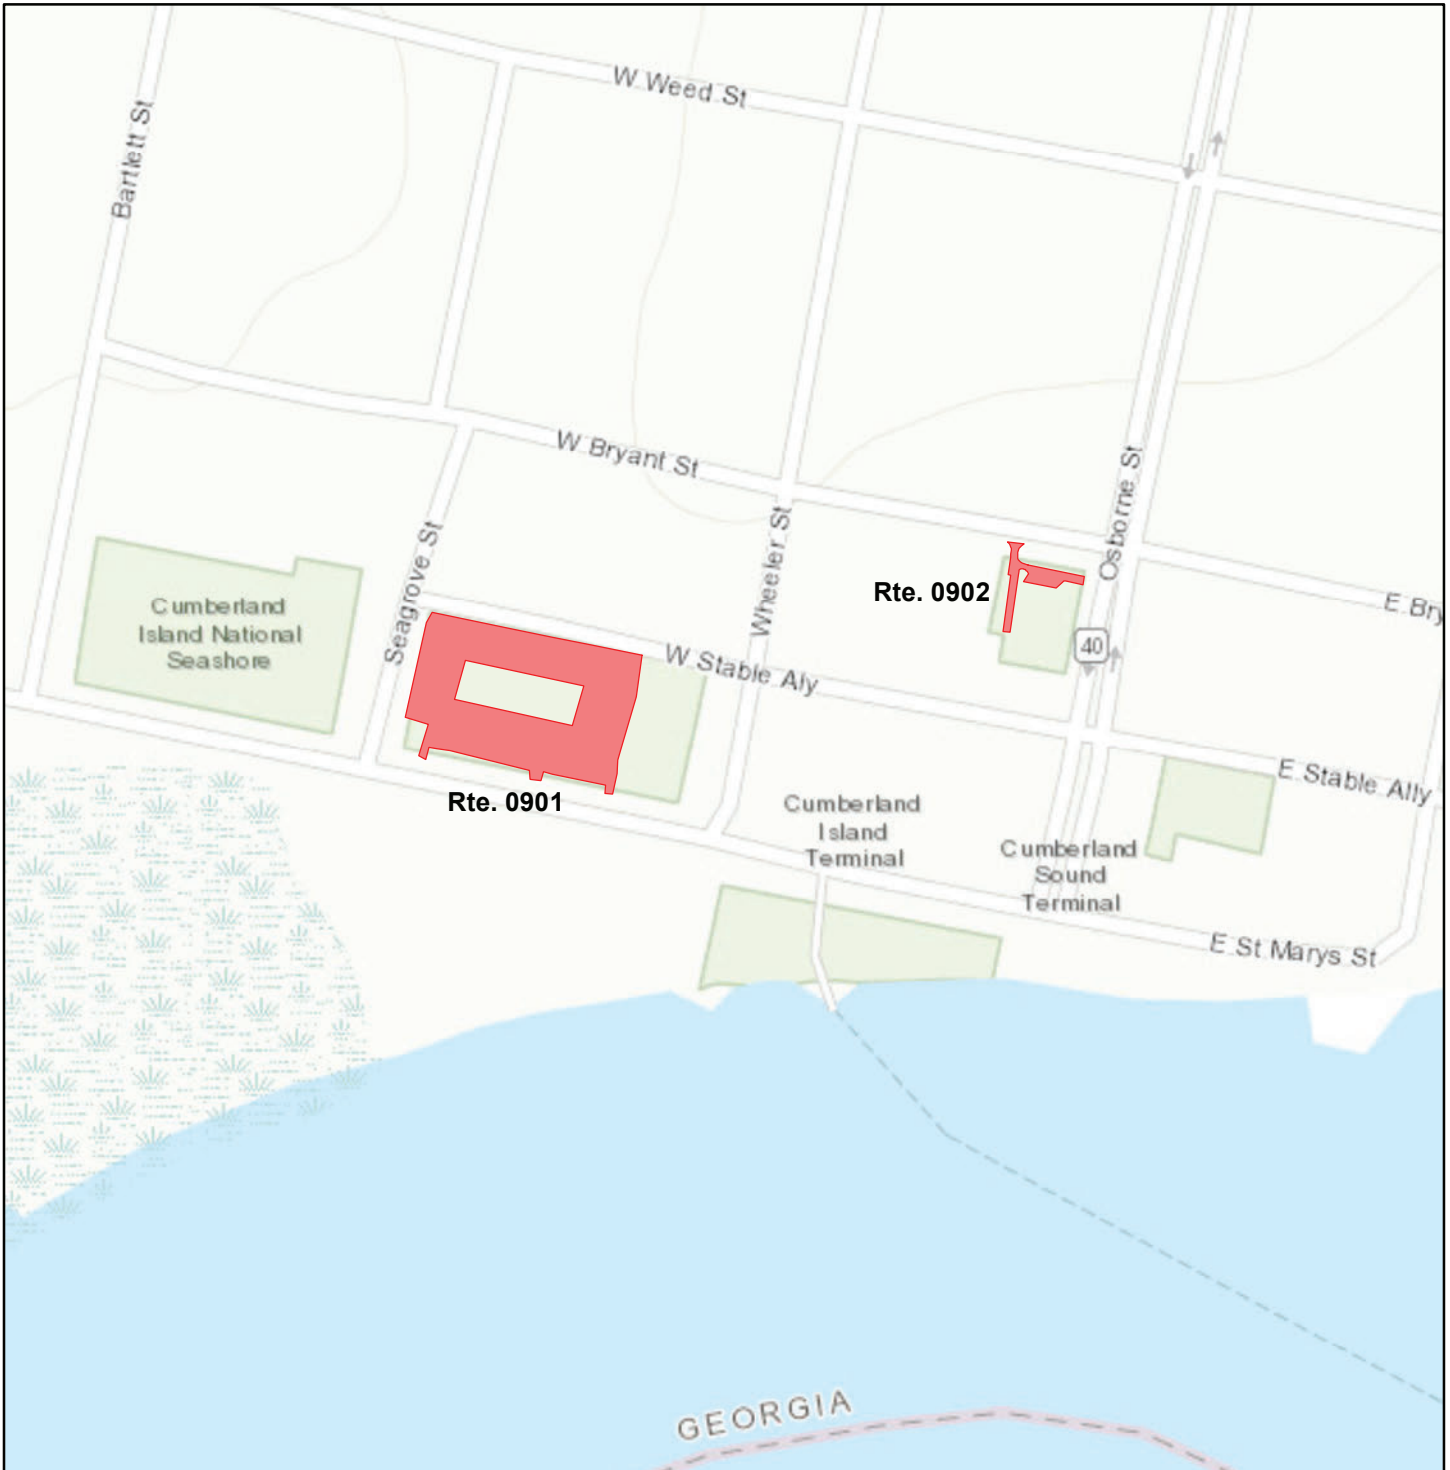 W Weed St
Bartlett St
W Bryant St
Osborne St
Seagrove St
Wheeler St
Rte. 0902
E Bry
Cumberland
Island National
Seashore
40
W Stable Aly
E Stable Ally
Rte. 0901
Cumberland
Island
Terminal
Cumberland
Sound
Terminal
E St Marys St
GEORGIA